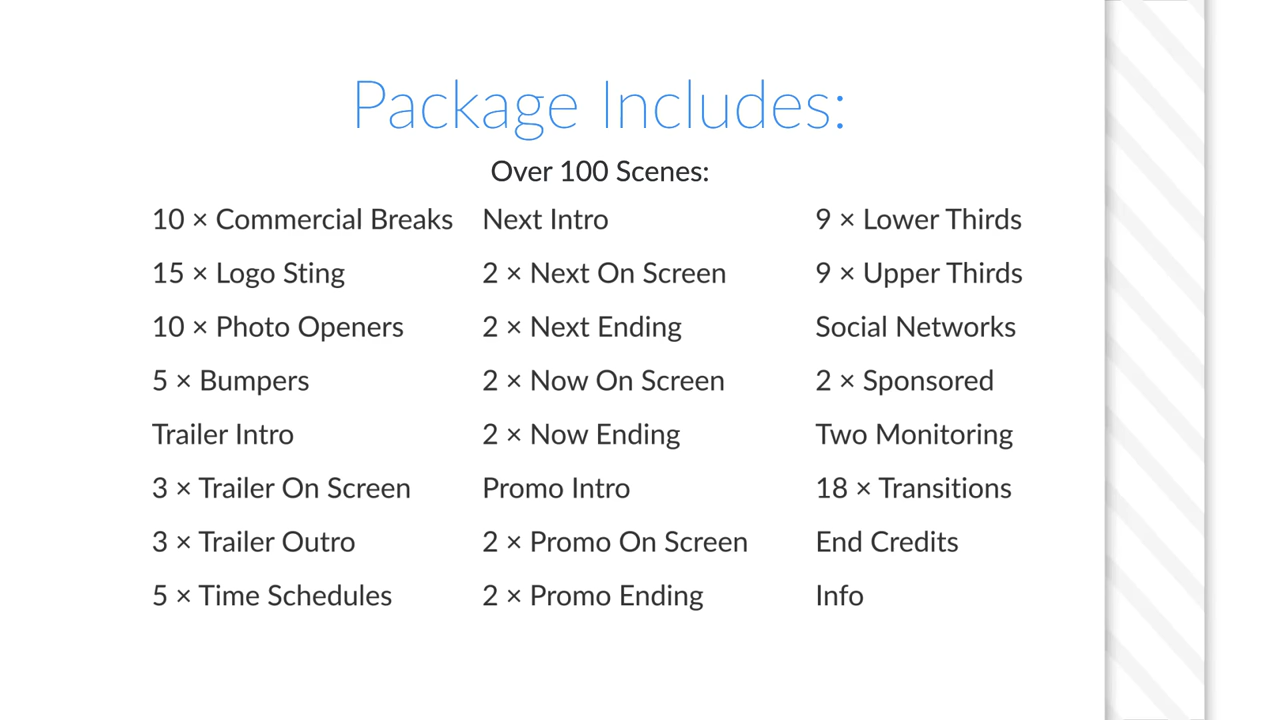 Package Includes:
Over 100 Scenes:
10 × Commercial Breaks
15 × Logo Sting
10 × Photo Openers
5 × Bumpers
Trailer Intro
3 × Trailer On Screen
3 × Trailer Outro
5 × Time Schedules
Next Intro
2 × Next On Screen
2 × Next Ending
2 × Now On Screen
2 × Now Ending
Promo Intro
2 × Promo On Screen
2 × Promo Ending
9 × Lower Thirds
9 × Upper Thirds
Social Networks
2 × Sponsored
Two Monitoring
18 × Transitions
End Credits
Info